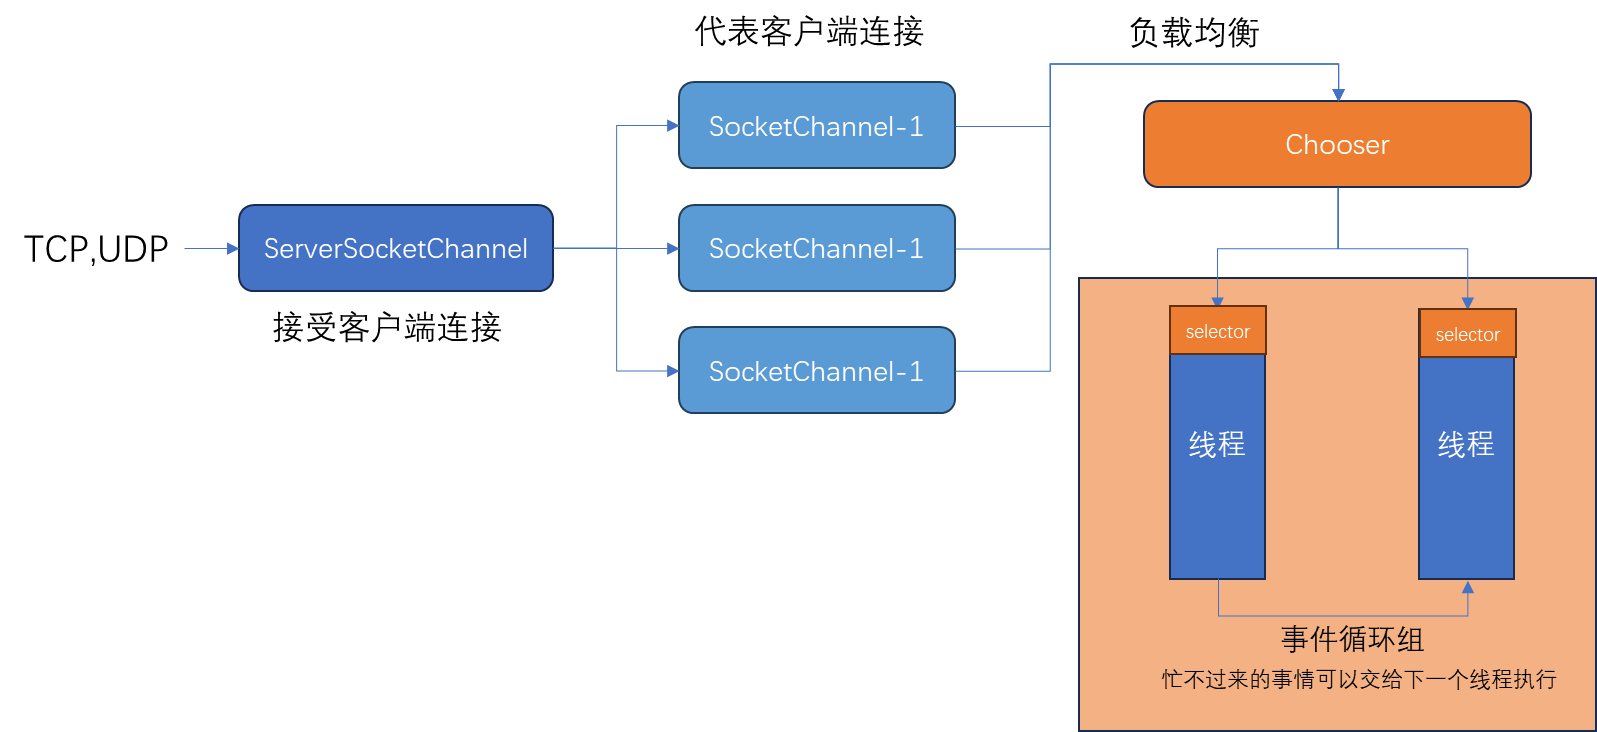 代表客户端连接
负载均衡
SocketChannel-1
Chooser
TCP,UDP
ServerSocketChannel
SocketChannel-1
接受客户端连接
SocketChannel-1
selector
selector
线程
线程
事件循环组
忙不过来的事情可以交给下一个线程执行